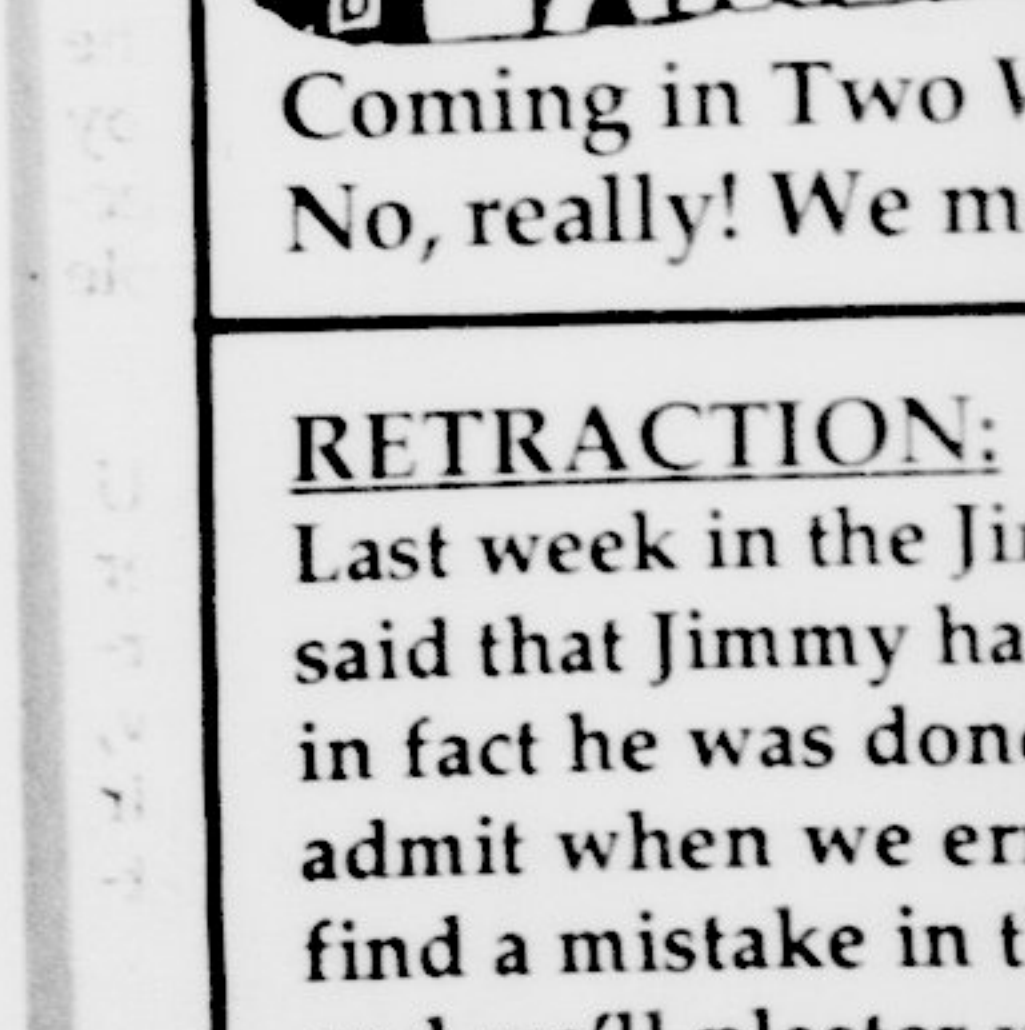 Coming in Two
No, really! We
RETRACTION:
Last week in the
said that Jimmy
in fact he was
admit when we
find a mistake in